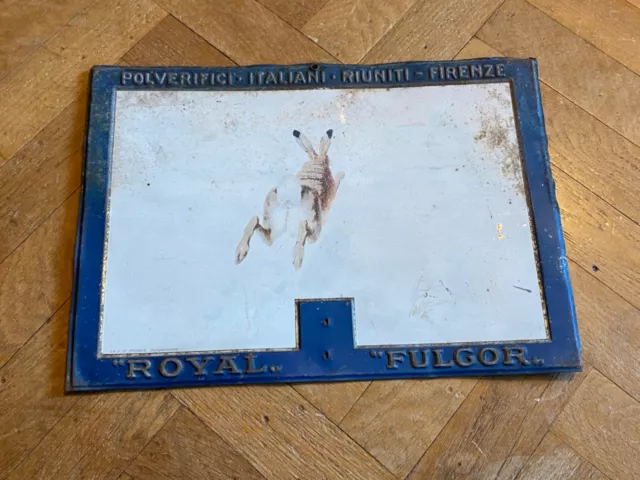 POLVERIFICI · ITALIANI · RIUNITI - FIRENZE
"ROYAL„ "FULGOR„